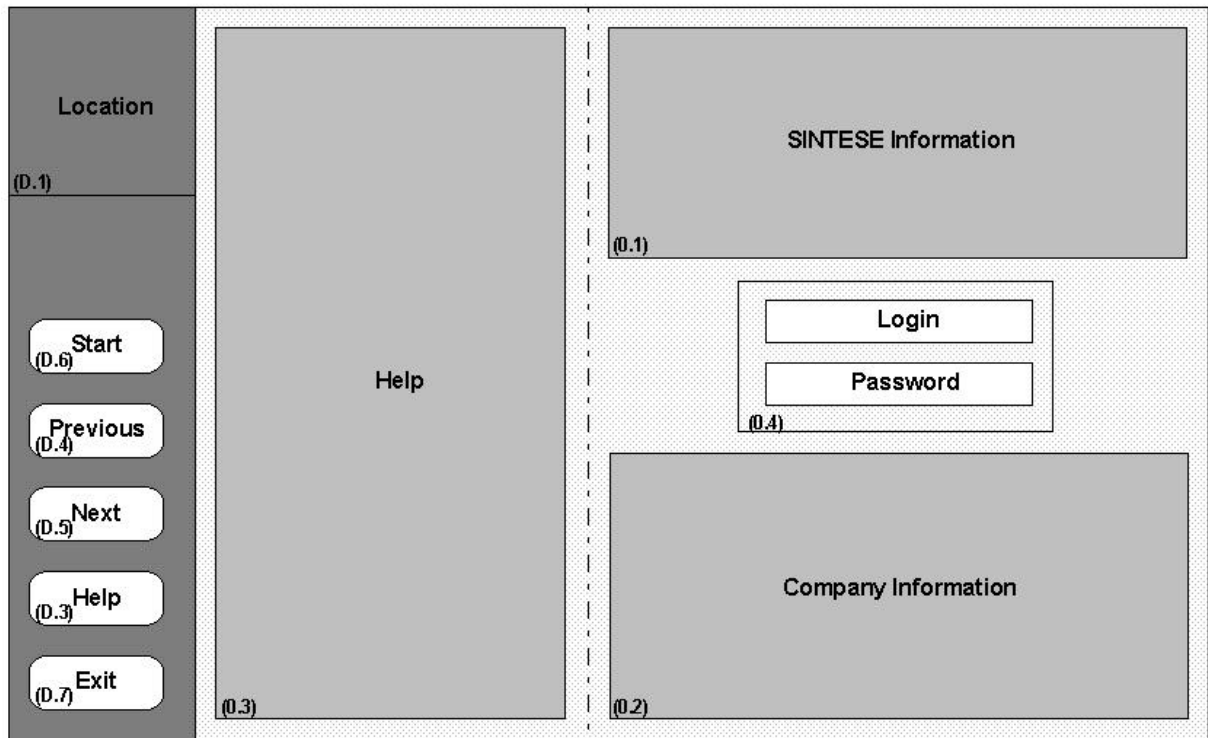 Location
(D.1)
Start
(D.6)
Previous
(D.4)
Next
(D.5)
Help
(D.3)
Exit
(D.7)
Help
(0.3)
SINTESE Information
(0.1)
Login
Password
(0.4)
Company Information
(0.2)